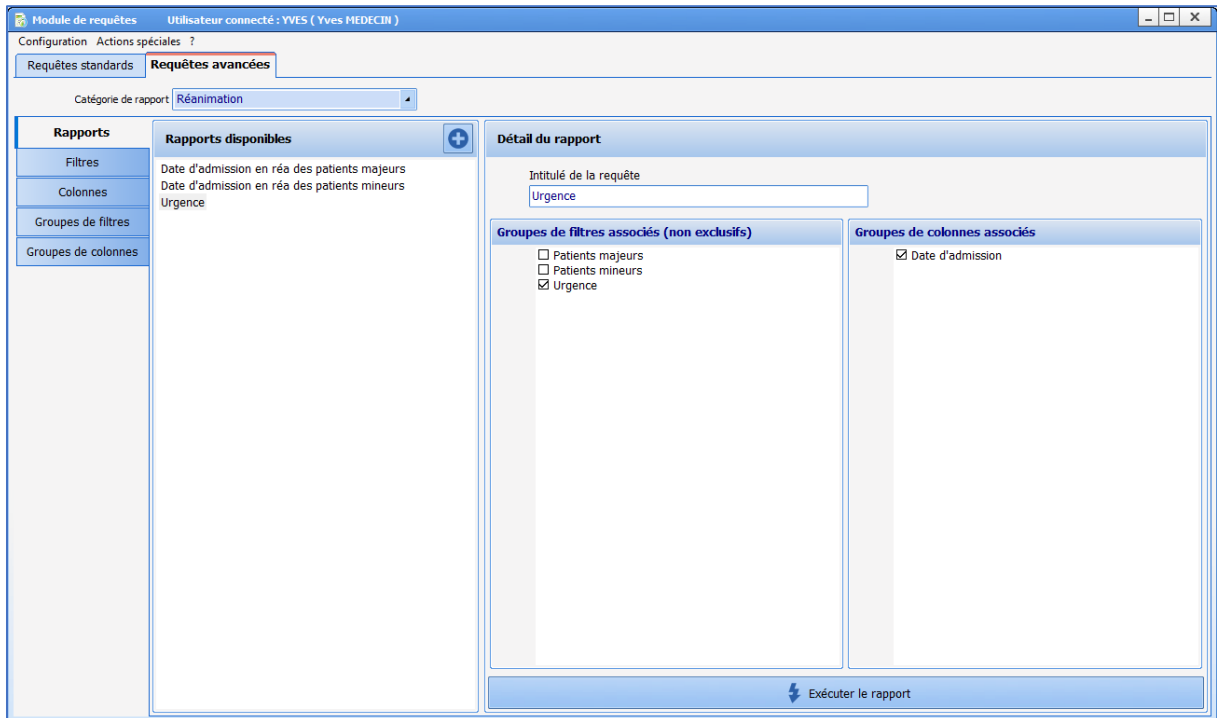 Module de requêtes Utilisateur connecté : YVES ( Yves MEDECIN )
Configuration Actions spéciales ?
Requêtes standards Requêtes avancées
Catégorie de rapport Réanimation
Rapports
Filtres
Colonnes
Groupes de filtres
Groupes de colonnes
Rapports disponibles
Date d'admission en réa des patients majeurs
Date d'admission en réa des patients mineurs
Urgence
Détail du rapport
Intitulé de la requête
Urgence
Groupes de filtres associés (non exclusifs)
Patients majeurs
Patients mineurs
Urgence
Groupes de colonnes associés
Date d'admission
Exécuter le rapport